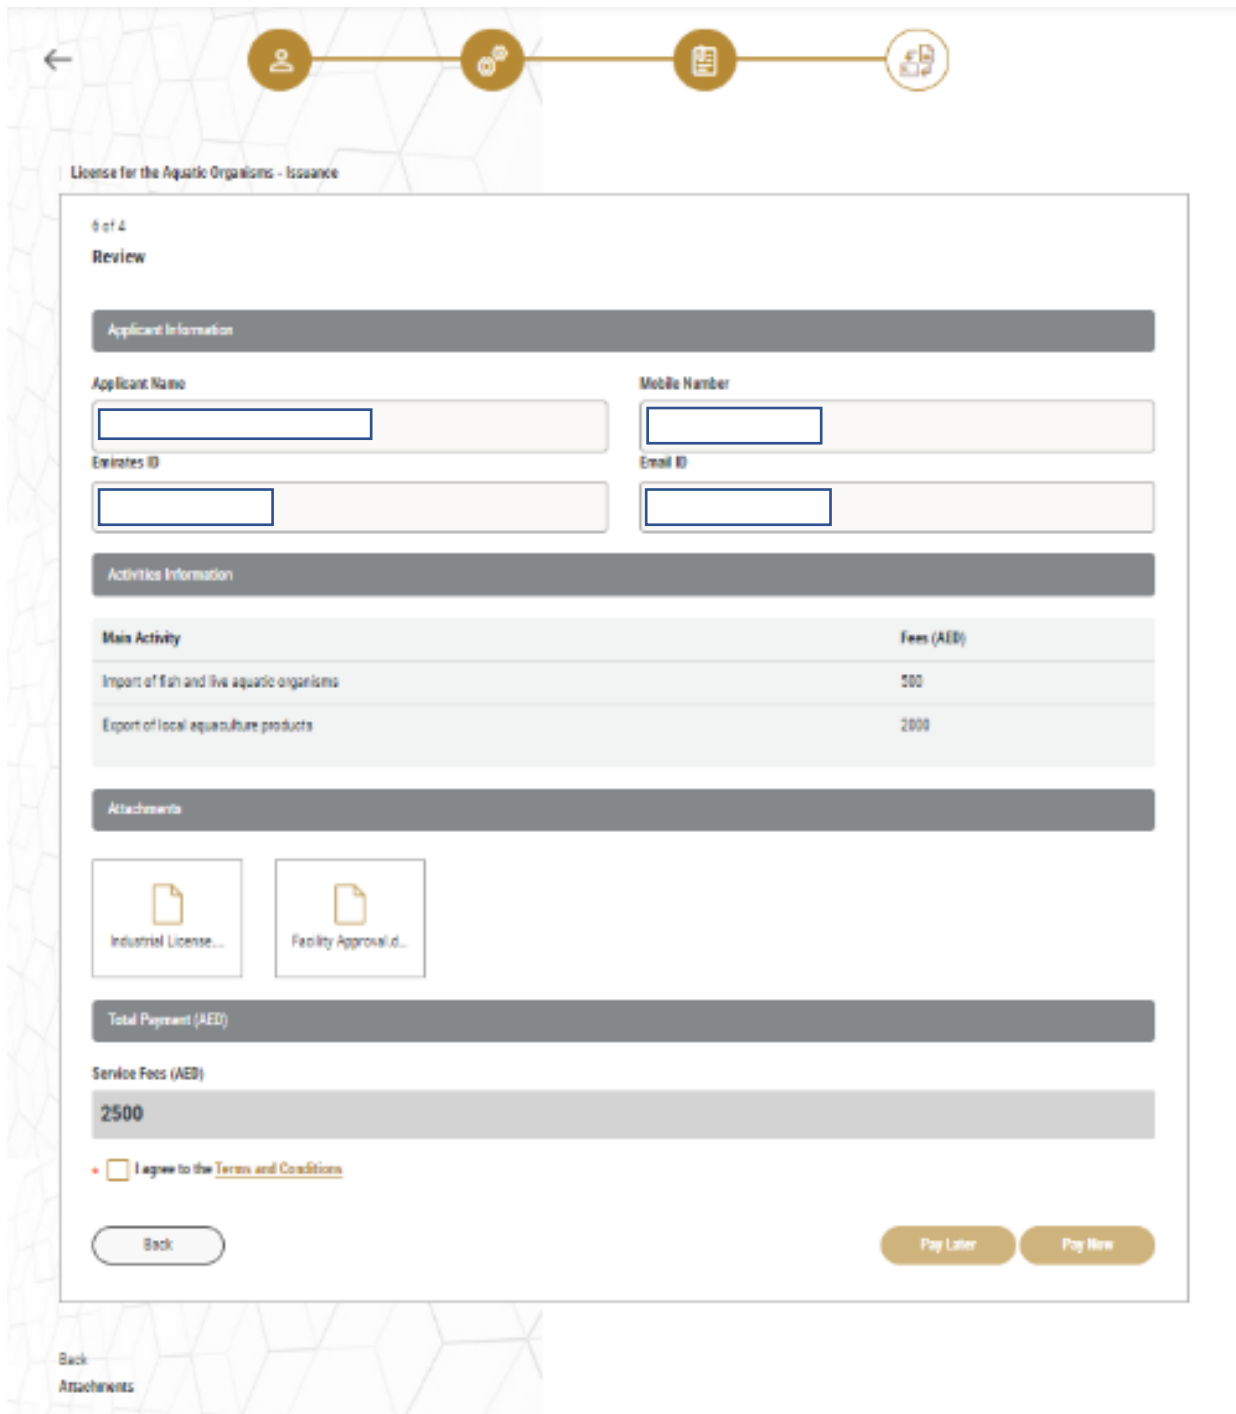 License for the Aquatic Organisms - Issuance
6 of 4
Review
Applicant Information
Applicant Name
Mobile Number
Emirates ID
Email ID
Activities Information
Main Activity Fees (AED)
Import of fish and live aquatic organisms 500
Export of local aquaculture products 2000
Attachments
Industrial License....
Facility Approval.d...
Total Payment (AED)
Service Fees (AED)
2500
* I agree to the Terms and Conditions
Back
Pay Later
Pay Now
Back
Attachments